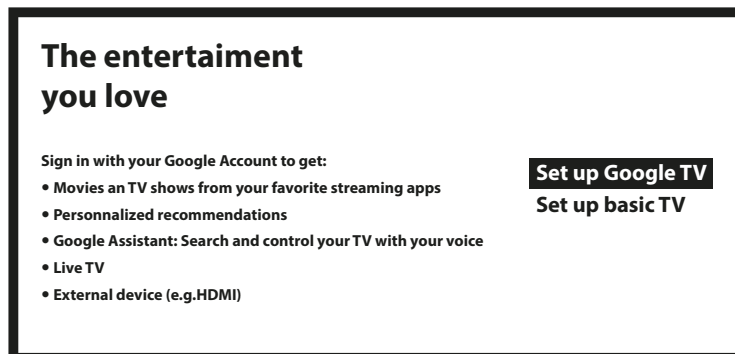 The entertaiment
you love
Sign in with your Google Account to get:
• Movies an TV shows from your favorite streaming apps
• Personnalized recommendations
• Google Assistant: Search and control your TV with your voice
• Live TV
• External device (e.g.HDMI)
Set up Google TV
Set up basic TV